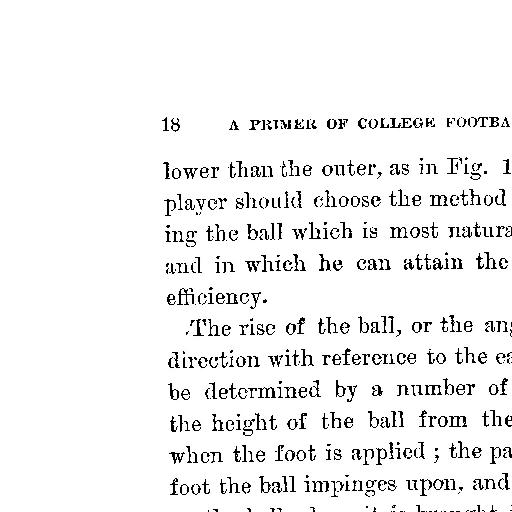 18 A PRIMER OF COLLEGE FOOTBA
lower than the outer, as in Fig. 1
player should choose the method
ing the ball which is most natura
and in which he can attain the
efficiency.
The rise of the ball, or the ang
direction with reference to the ea
be determined by a number of
the height of the ball from the
when the foot is applied ; the pa
foot the ball impinges upon, and